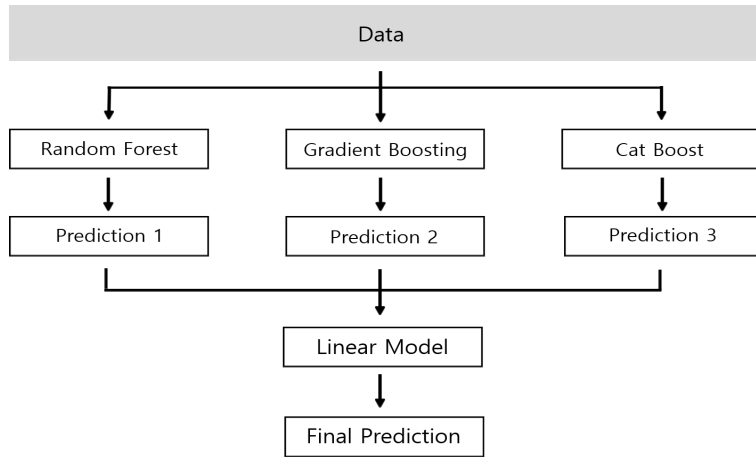 Data
Random Forest
Gradient Boosting
Cat Boost
Prediction 1
Prediction 2
Prediction 3
Linear Model
Final Prediction